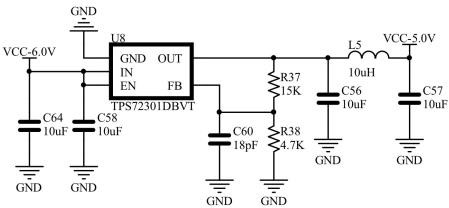 GND
U8
VCC-6.0V
GND OUT
IN
EN FB
TPS72301DBVT
L5
10uH
VCC-5.0V
R37
15K
C56
10uF
C57
10uF
C64
10uF
C58
10uF
C60
18pF
R38
4.7K
GND
GND
GND
GND
GND
GND